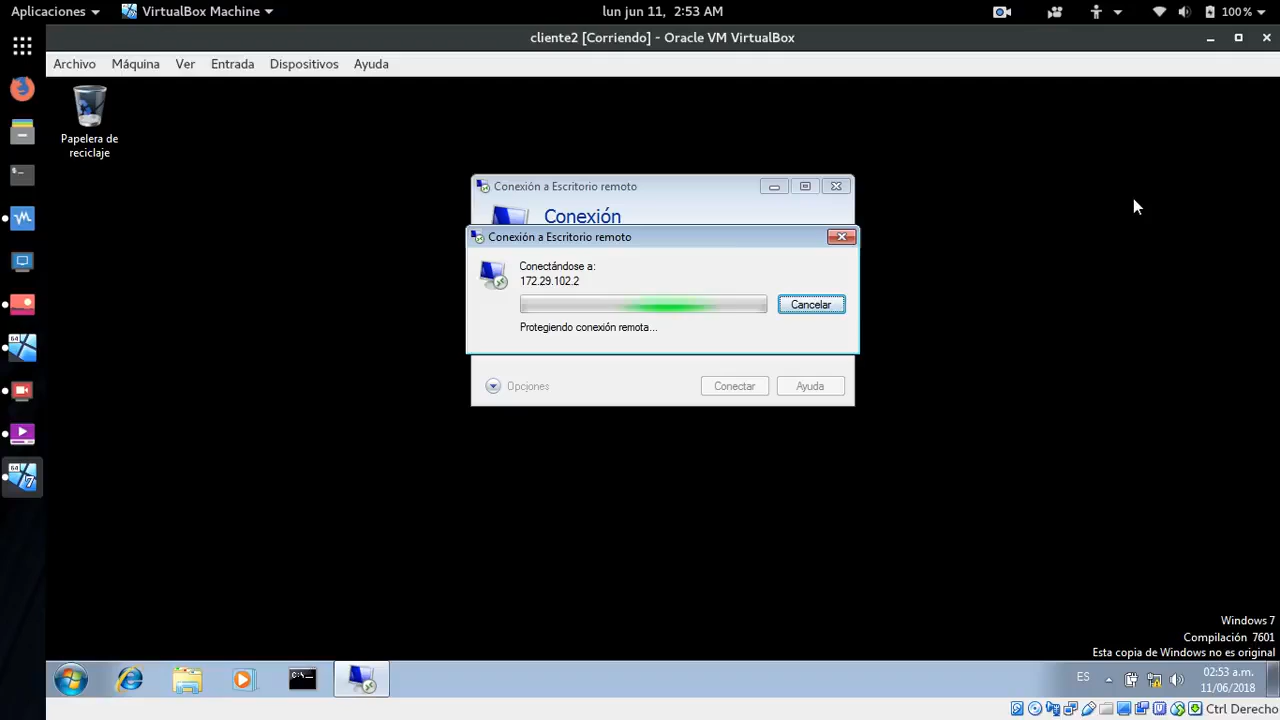 Aplicaciones
VirtualBox Machine
lun jun 11, 2:53 AM
100%
cliente2 [Corriendo] - Oracle VM VirtualBox
Archivo Máquina Ver Entrada Dispositivos Ayuda
Papelera de
reciclaje
Conexión a Escritorio remoto
Conexión
Conexión a Escritorio remoto
Conectándose a:
172.29.102.2
Cancelar
Protegiendo conexión remota...
Opciones
Conectar
Ayuda
Windows 7
Compilación 7601
Esta copia de Windows no es original
ES
02:53 a.m.
11/06/2018
Ctrl Derecho